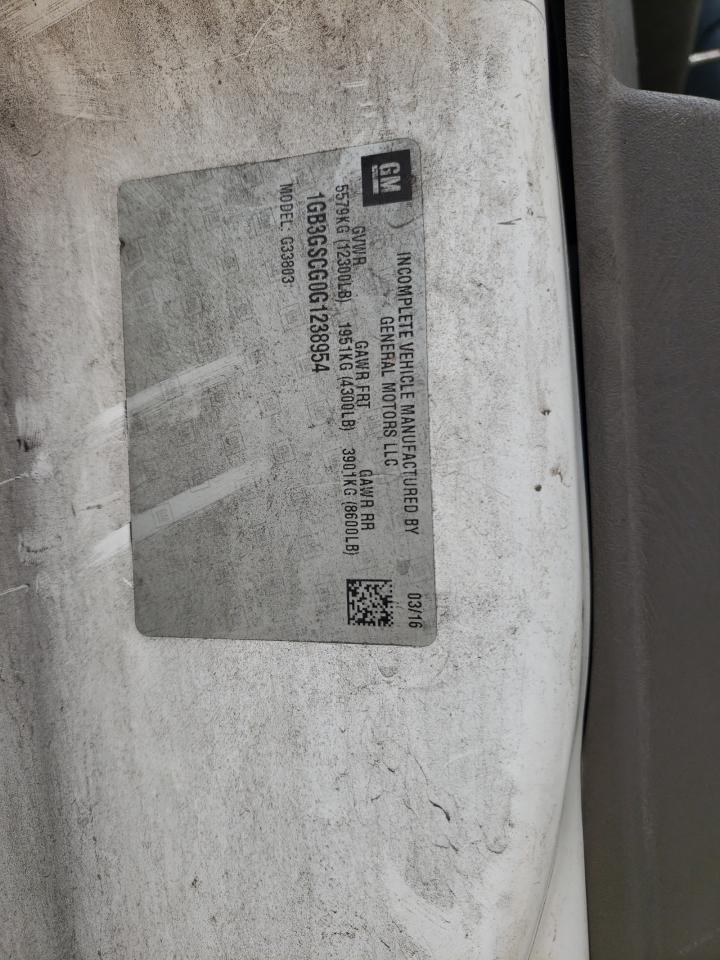 GM
03/16
INCOMPLETE VEHICLE MANUFACTURED BY
GENERAL MOTORS LLC
GVWR GAWR FRT GAWR RR
5579KG (12300LB) 1951KG (4300LB) 3901KG (8600LB)
1GB3GSCG0G1238954
MODEL: G33803